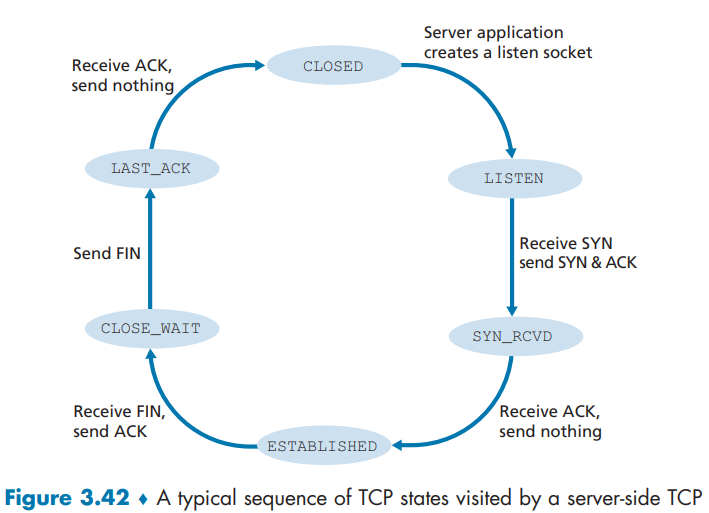 Server application
creates a listen socket
Receive ACK,
send nothing
CLOSED
LAST_ACK
LISTEN
Send FIN
Receive SYN
send SYN & ACK
CLOSE_WAIT
SYN_RCVD
Receive FIN,
send ACK
Receive ACK,
send nothing
ESTABLISHED
Figure 3.42 ♦ A typical sequence of TCP states visited by a server-side TCP